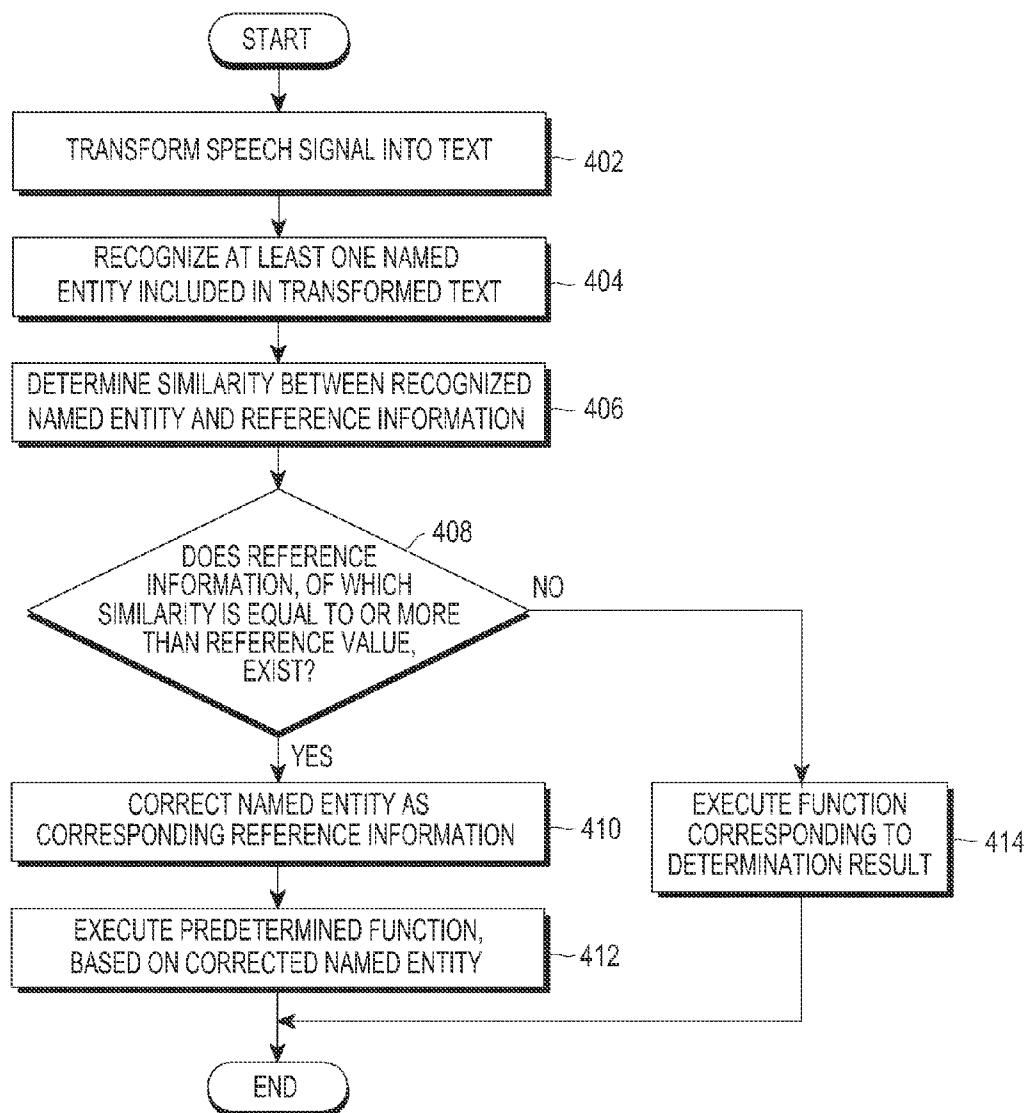 START
TRANSFORM SPEECH SIGNAL INTO TEXT
402
RECOGNIZE AT LEAST ONE NAMED
ENTITY INCLUDED IN TRANSFORMED TEXT
404
DETERMINE SIMILARITY BETWEEN RECOGNIZED
NAMED ENTITY AND REFERENCE INFORMATION
406
408
DOES REFERENCE
INFORMATION, OF WHICH
SIMILARITY IS EQUAL TO OR MORE
THAN REFERENCE VALUE,
EXIST?
NO
YES
CORRECT NAMED ENTITY AS
CORRESPONDING REFERENCE INFORMATION
410
EXECUTE FUNCTION
CORRESPONDING TO
DETERMINATION RESULT
414
EXECUTE PREDETERMINED FUNCTION,
BASED ON CORRECTED NAMED ENTITY
412
END